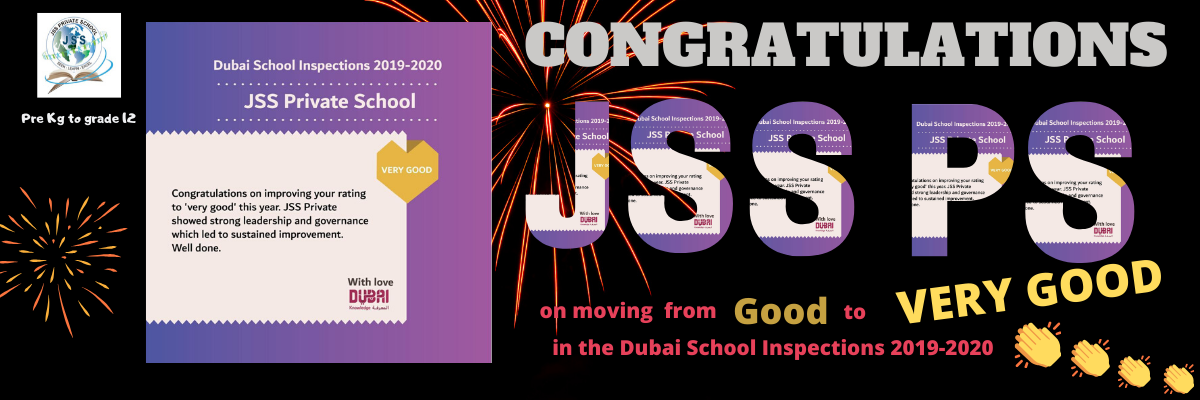 JSS PRIVATE SCHOOL
JSS
Pre Kg to grade 12
Dubai School Inspections 2019-2020
JSS Private School
VERY GOOD
Congratulations on improving your rating
to 'very good' this year. JSS Private
showed strong leadership and governance
which led to sustained improvement.
Well done.
With love
DUBAI
Knowledge المعرفة
CONGRATULATIONS
JSS PS
on moving from Good to VERY GOOD
in the Dubai School Inspections 2019-2020